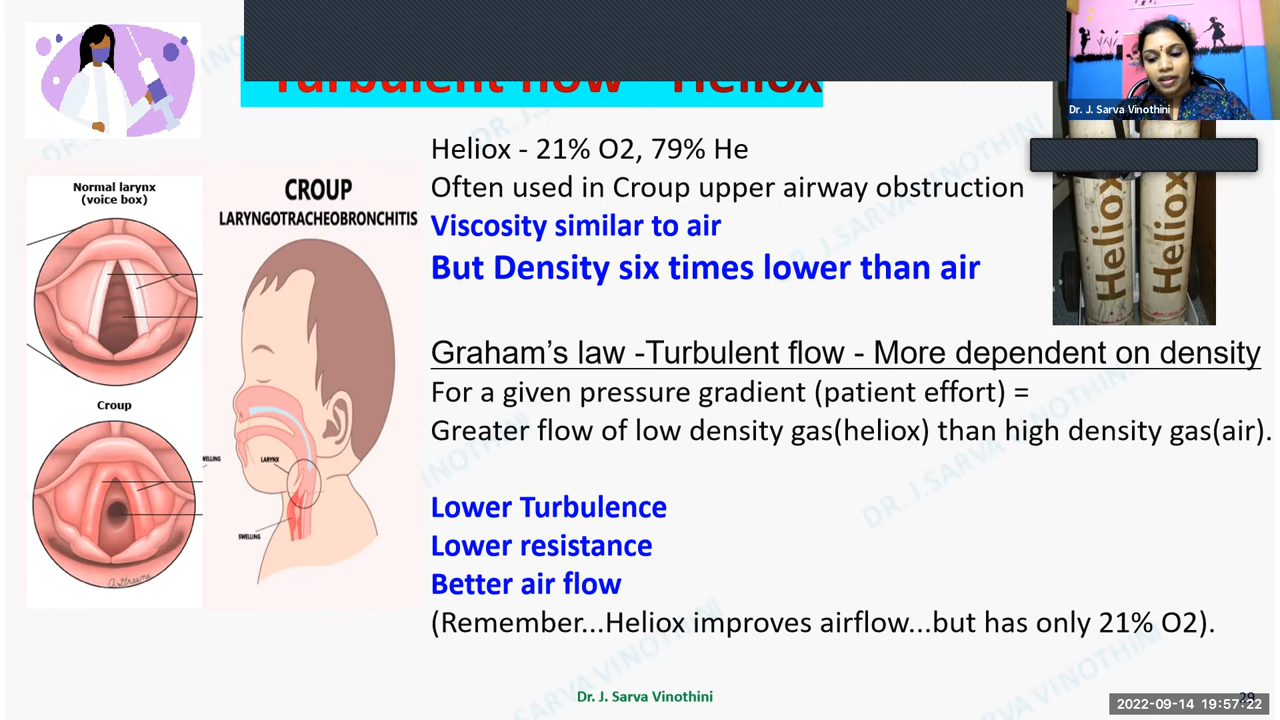 Turbulent flow - Heliox
Dr. J. Sarva Vinothini
Heliox - 21% O2, 79% He
Often used in Croup upper airway obstruction
Viscosity similar to air
But Density six times lower than air
Heliox
Heliox
Normal larynx
(voice box)
CROUP
LARYNGOTRACHEOBRONCHITIS
Croup
LARYNX
SWELLING
Graham's law -Turbulent flow - More dependent on density
For a given pressure gradient (patient effort) =
Greater flow of low density gas(heliox) than high density gas(air).
Lower Turbulence
Lower resistance
Better air flow
(Remember...Heliox improves airflow...but has only 21% O2).
DR J.SARVA VINOTHINI
Dr. J. Sarva Vinothini
29
2022-09-14 19:57:22